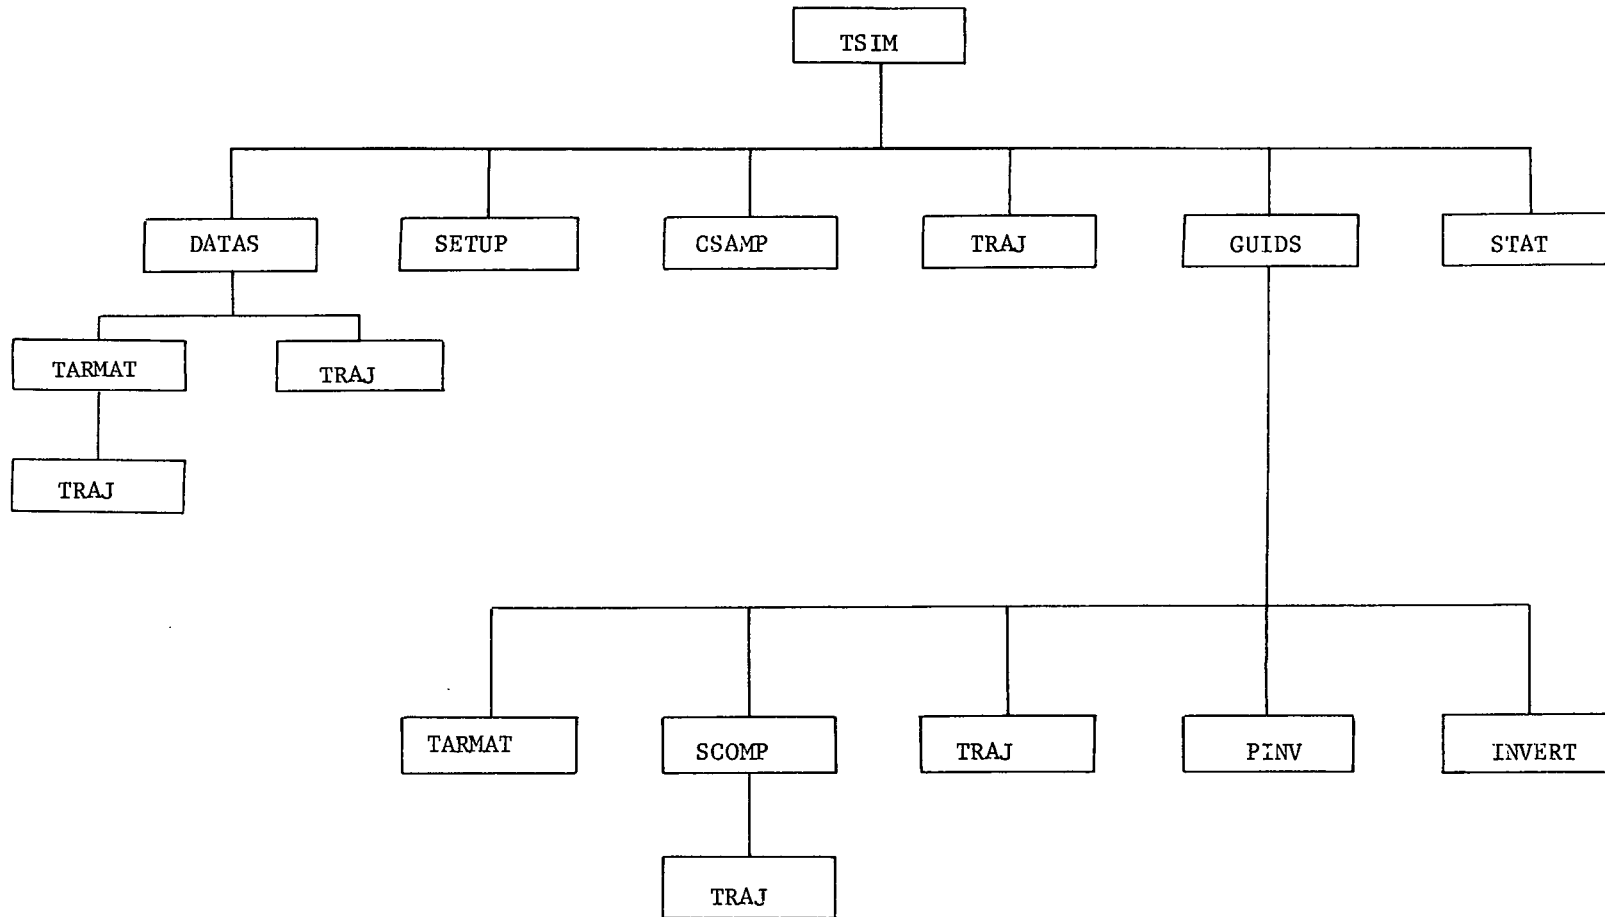 TSIM
DATAS
SETUP
CSAMP
TRAJ
GUIDS
STAT
TARMAT
TRAJ
TRAJ
TARMAT
SCOMP
TRAJ
PINV
INVERT
TRAJ